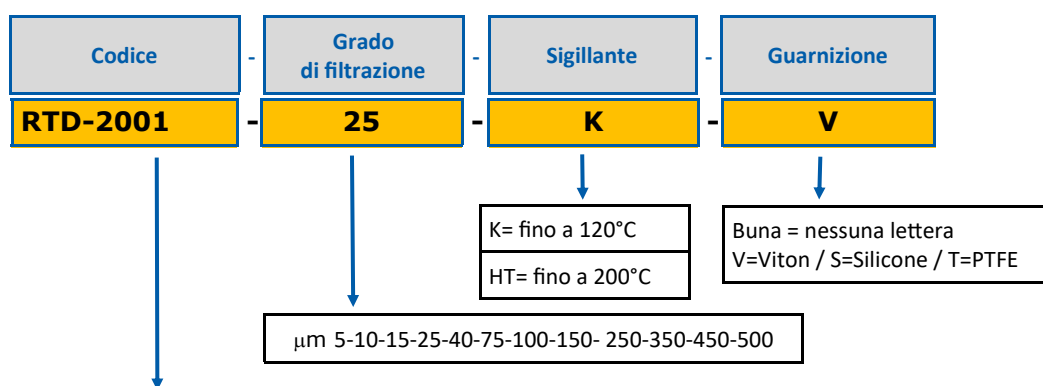 Codice - Grado di filtrazione - Sigillante - Guarnizione
RTD-2001 - 25 - K - V
K= fino a 120°C
HT= fino a 200°C
Buna = nessuna lettera
V=Viton / S=Silicone / T=PTFE
µm 5-10-15-25-40-75-100-150- 250-350-450-500